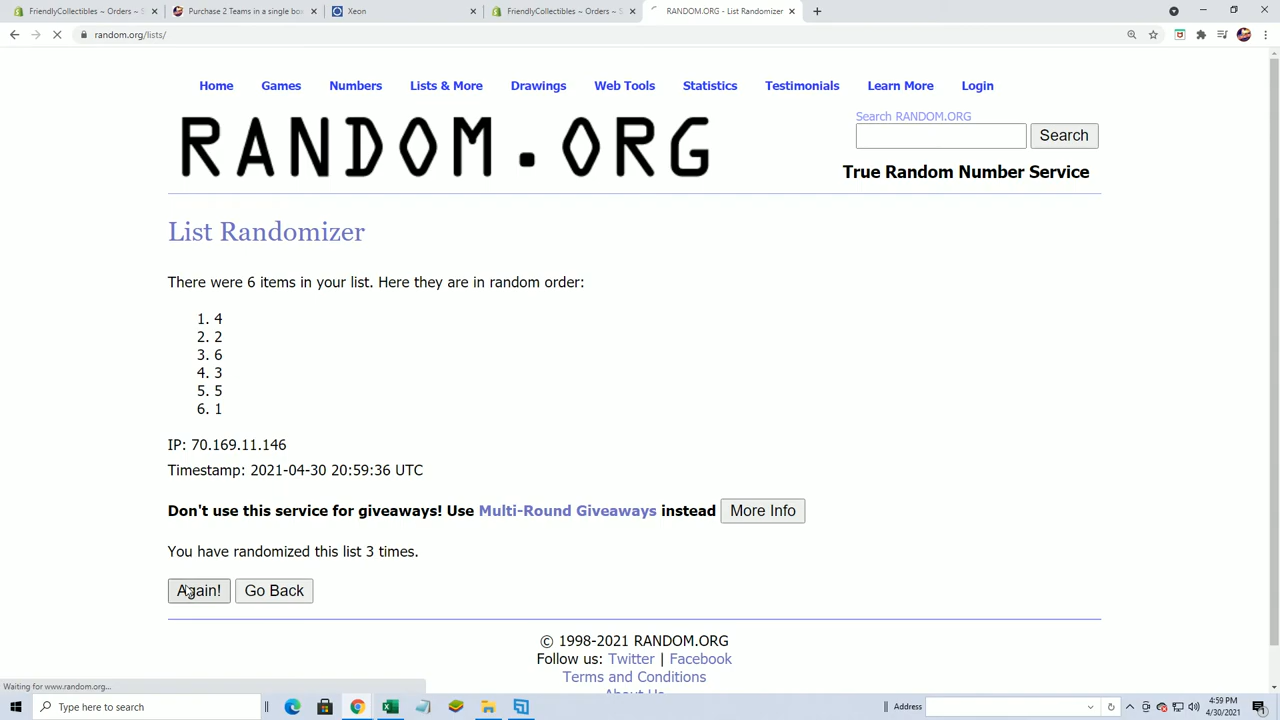 FriendlyCollectibles ~ Orders ~ S
Purchase 2 Teams in a single bo
Xeon
FriendlyCollectibles ~ Orders ~ S
RANDOM.ORG - List Randomizer
random.org/lists/
Home Games Numbers Lists & More Drawings Web Tools Statistics Testimonials Learn More Login
Search RANDOM.ORG
RANDOM.ORG
Search
True Random Number Service
List Randomizer
There were 6 items in your list. Here they are in random order:
1. 4
2. 2
3. 6
4. 3
5. 5
6. 1
IP: 70.169.11.146
Timestamp: 2021-04-30 20:59:36 UTC
Don't use this service for giveaways! Use Multi-Round Giveaways instead More Info
You have randomized this list 3 times.
Again! Go Back
© 1998-2021 RANDOM.ORG
Follow us: Twitter | Facebook
Terms and Conditions
About Us
Waiting for www.random.org...
Type here to search
Address
4:59 PM
4/30/2021